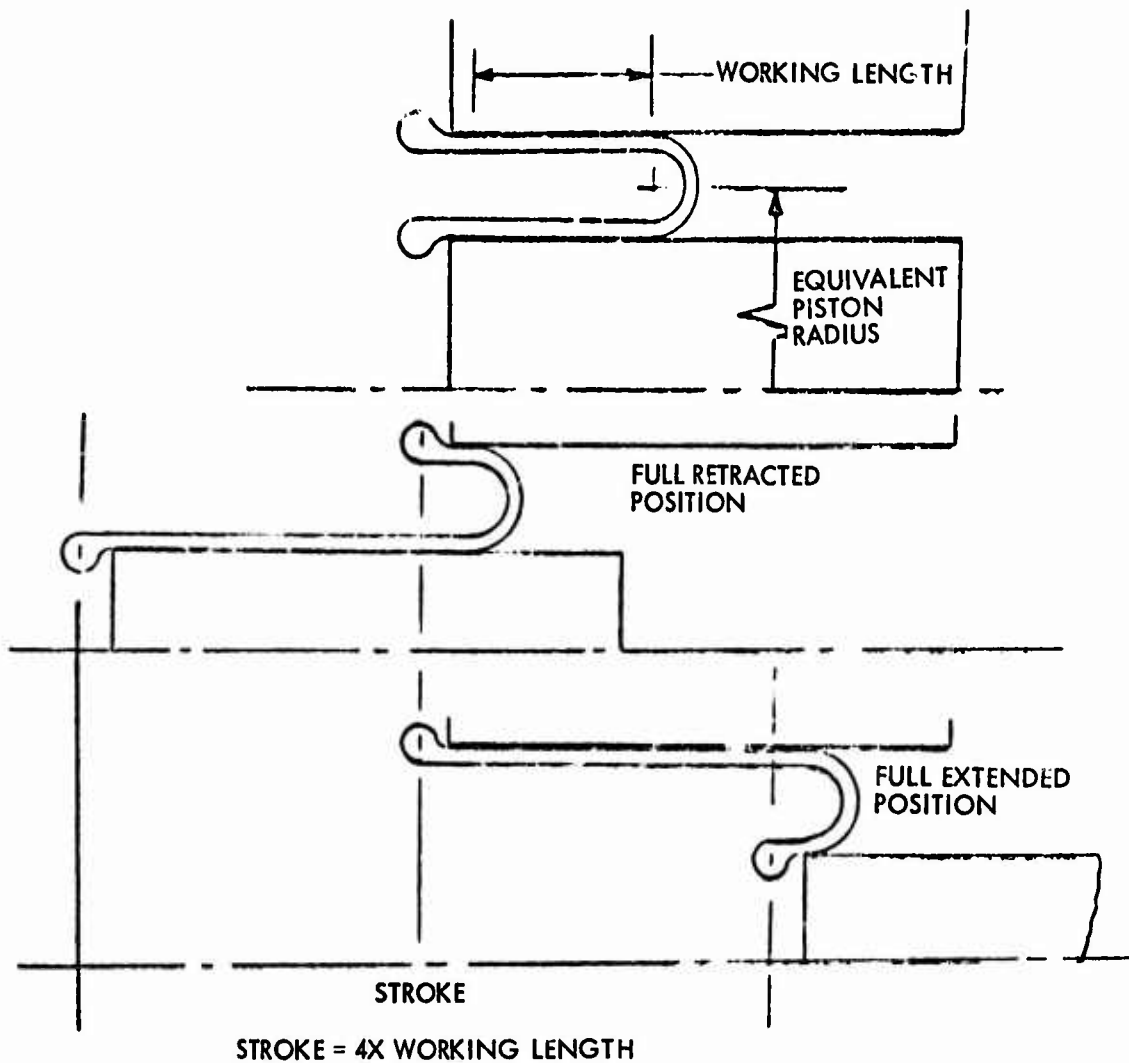 WORKING LENGTH
EQUIVALENT
PISTON
RADIUS
FULL RETRACTED
POSITION
FULL EXTENDED
POSITION
STROKE
STROKE = 4X WORKING LENGTH